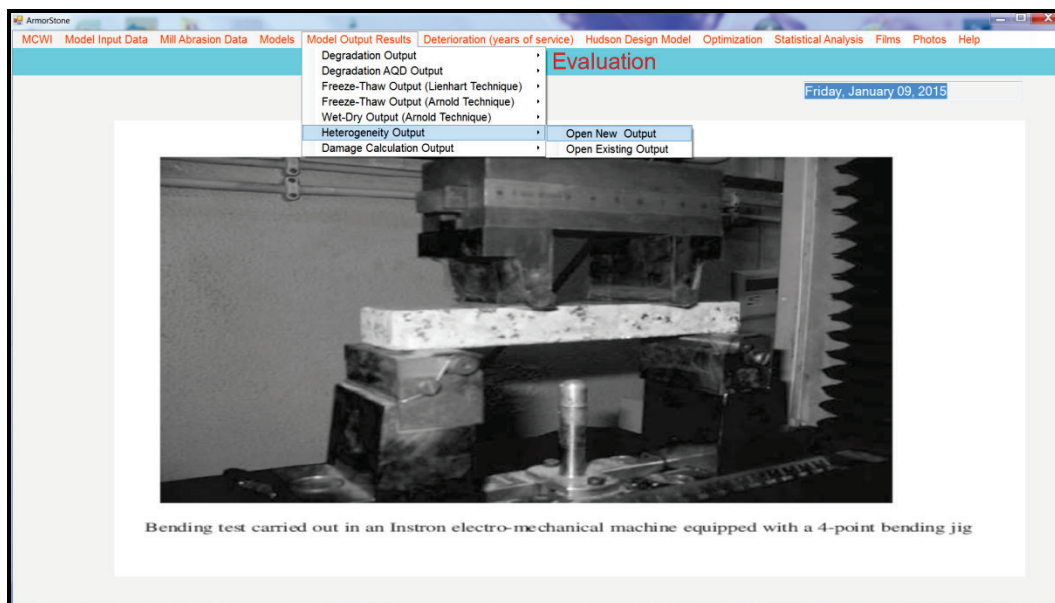 ArmorStone
MCWI Model Input Data Mill Abrasion Data Models Model Output Results Deterioration (years of service) Hudson Design Model Optimization Statistical Analysis Films Photos Help
Evaluation
Friday, January 09, 2015
Degradation Output
Degradation AQD Output
Freeze-Thaw Output (Lienhart Technique)
Freeze-Thaw Output (Arnold Technique)
Wet-Dry Output (Arnold Technique)
Heterogeneity Output
Damage Calculation Output
Open New Output
Open Existing Output
Bending test carried out in an Instron electro-mechanical machine equipped with a 4-point bending jig